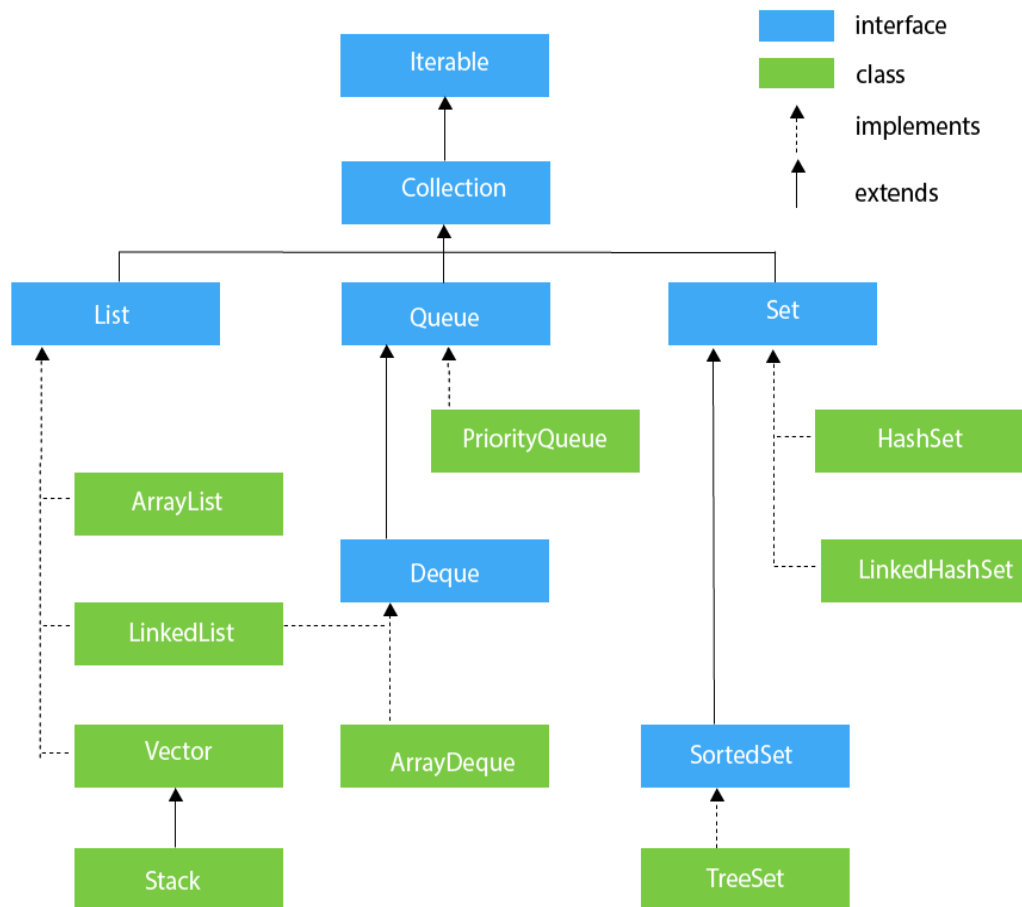 interface
Iterable
class
implements
Collection
extends
List
Queue
Set
PriorityQueue
HashSet
ArrayList
Deque
LinkedHashSet
LinkedList
Vector
ArrayDeque
SortedSet
Stack
TreeSet